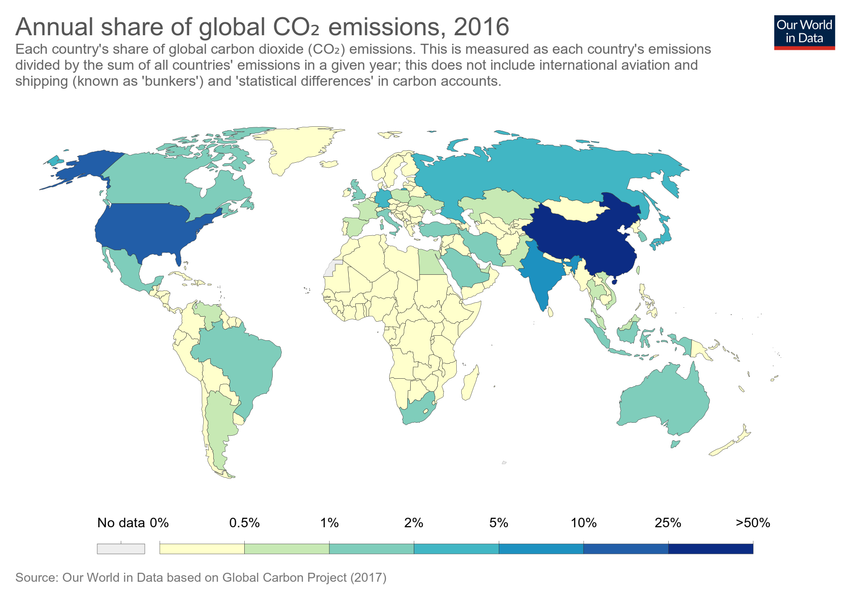 Annual share of global CO₂ emissions, 2016
Our World
in Data
Each country's share of global carbon dioxide (CO₂) emissions. This is measured as each country's emissions
divided by the sum of all countries' emissions in a given year; this does not include international aviation and
shipping (known as 'bunkers') and 'statistical differences' in carbon accounts.
No data 0% 0.5% 1% 2% 5% 10% 25% >50%
Source: Our World in Data based on Global Carbon Project (2017)